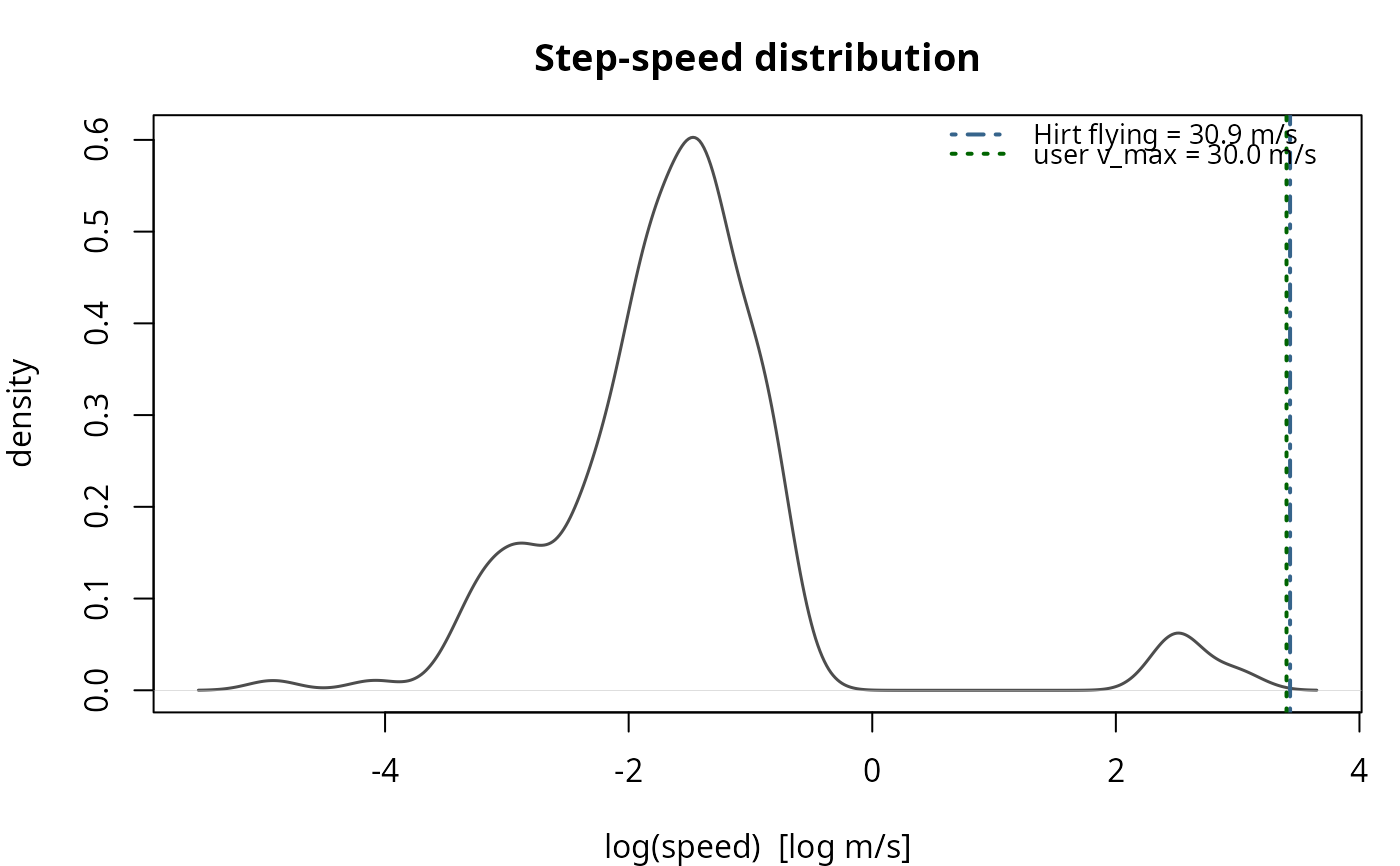 Step-speed distribution
Hirt flying = 30.9 m/s
user v_max = 30.0 m/s
density
0.6
0.5
0.4
0.3
0.2
0.1
0.0
-4 -2 0 2 4
log(speed) [log m/s]